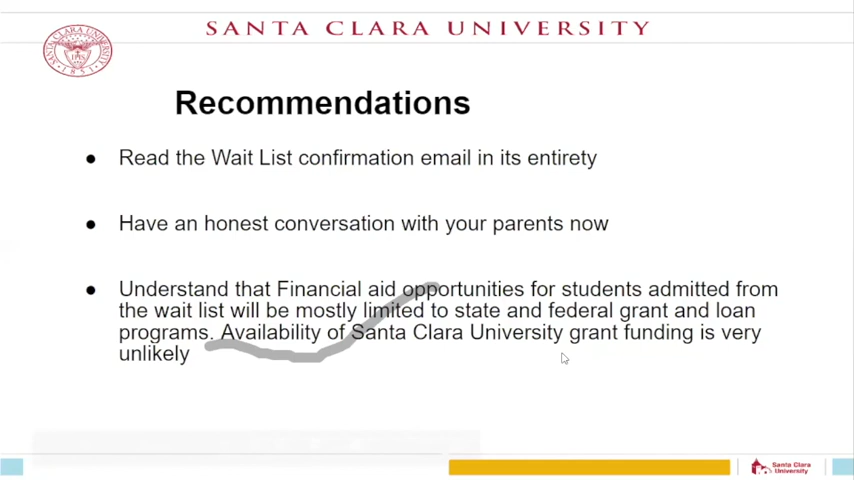 SANTA CLARA UNIVERSITY
Recommendations
● Read the Wait List confirmation email in its entirety
● Have an honest conversation with your parents now
● Understand that Financial aid opportunities for students admitted from
the wait list will be mostly limited to state and federal grant and loan
programs. Availability of Santa Clara University grant funding is very
unlikely
Santa Clara
University